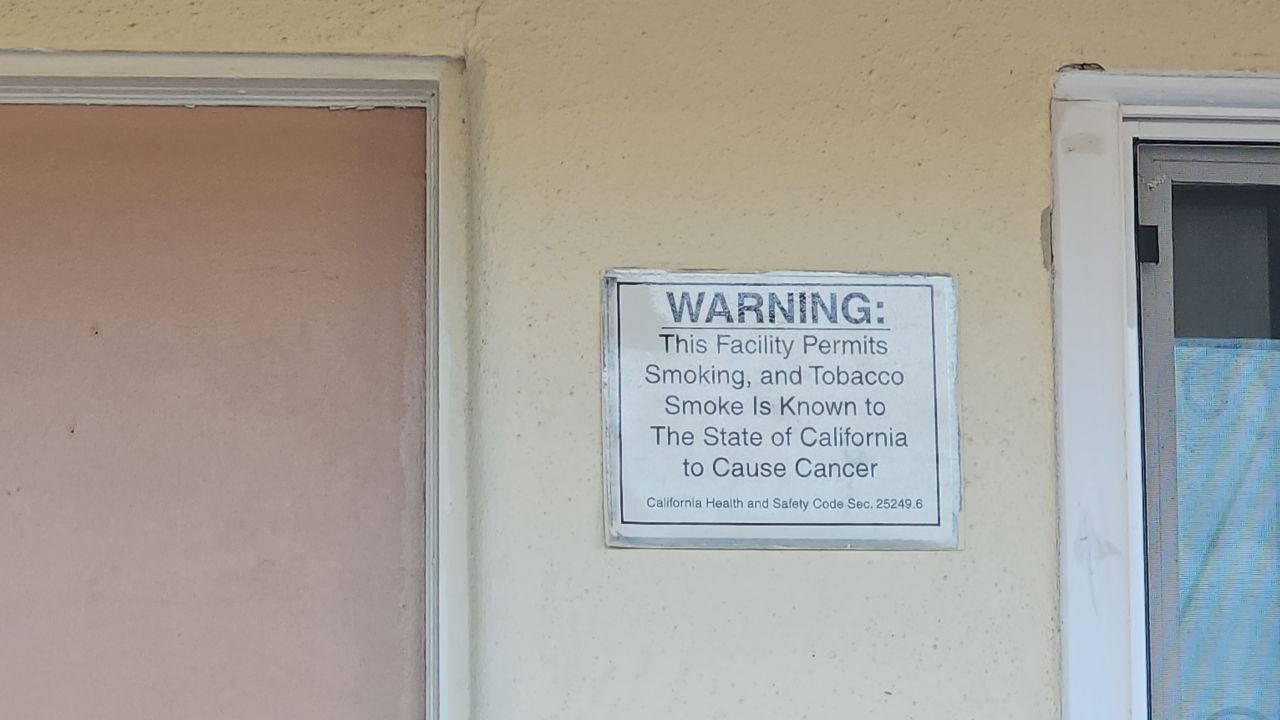 WARNING:
This Facility Permits
Smoking, and Tobacco
Smoke Is Known to
The State of California
to Cause Cancer
California Health and Safety Code Sec. 25249.6